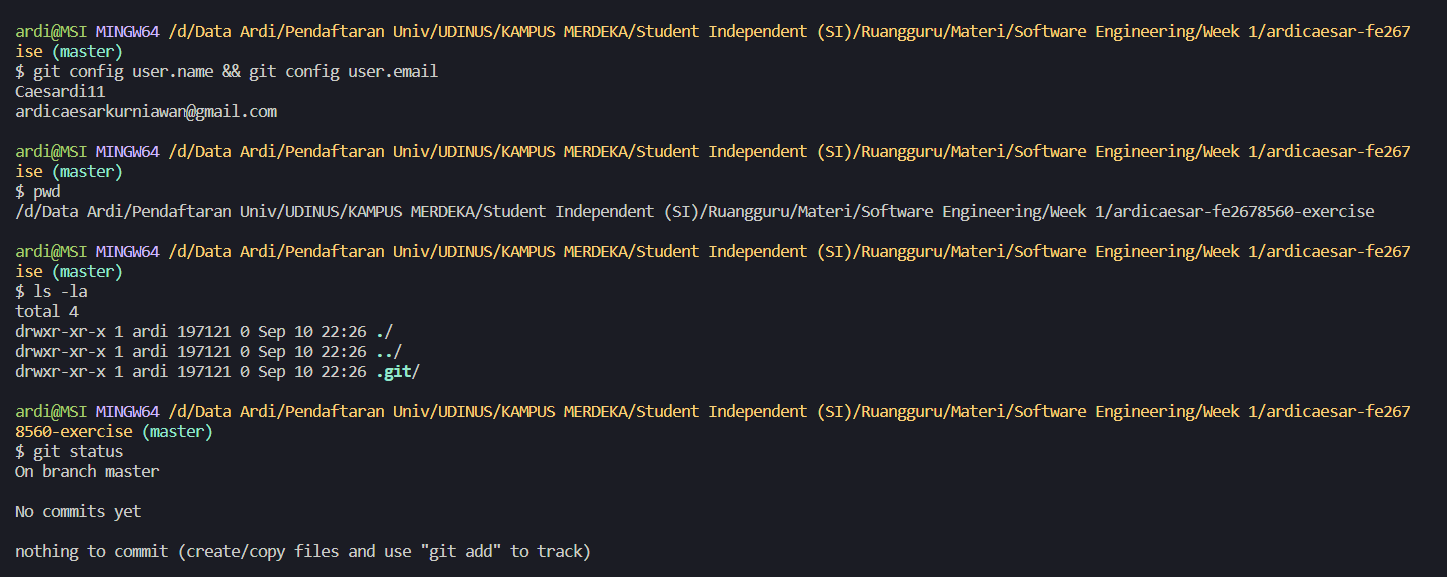 ardi@MSI MINGW64 /d/Data Ardi/Pendaftaran Univ/UDINUS/KAMPUS MERDEKA/Student Independent (SI)/Ruangguru/Materi/Software Engineering/Week 1/ardicaesar-fe267
ise (master)
$ git config user.name && git config user.email
Caesardi11
ardicaesarkurniawan@gmail.com
ardi@MSI MINGW64 /d/Data Ardi/Pendaftaran Univ/UDINUS/KAMPUS MERDEKA/Student Independent (SI)/Ruangguru/Materi/Software Engineering/Week 1/ardicaesar-fe267
ise (master)
$ pwd
/d/Data Ardi/Pendaftaran Univ/UDINUS/KAMPUS MERDEKA/Student Independent (SI)/Ruangguru/Materi/Software Engineering/Week 1/ardicaesar-fe2678560-exercise
ardi@MSI MINGW64 /d/Data Ardi/Pendaftaran Univ/UDINUS/KAMPUS MERDEKA/Student Independent (SI)/Ruangguru/Materi/Software Engineering/Week 1/ardicaesar-fe267
ise (master)
$ ls -la
total 4
drwxr-xr-x 1 ardi 197121 0 Sep 10 22:26 ./
drwxr-xr-x 1 ardi 197121 0 Sep 10 22:26 ../
drwxr-xr-x 1 ardi 197121 0 Sep 10 22:26 .git/
ardi@MSI MINGW64 /d/Data Ardi/Pendaftaran Univ/UDINUS/KAMPUS MERDEKA/Student Independent (SI)/Ruangguru/Materi/Software Engineering/Week 1/ardicaesar-fe267
8560-exercise (master)
$ git status
On branch master
No commits yet
nothing to commit (create/copy files and use "git add" to track)